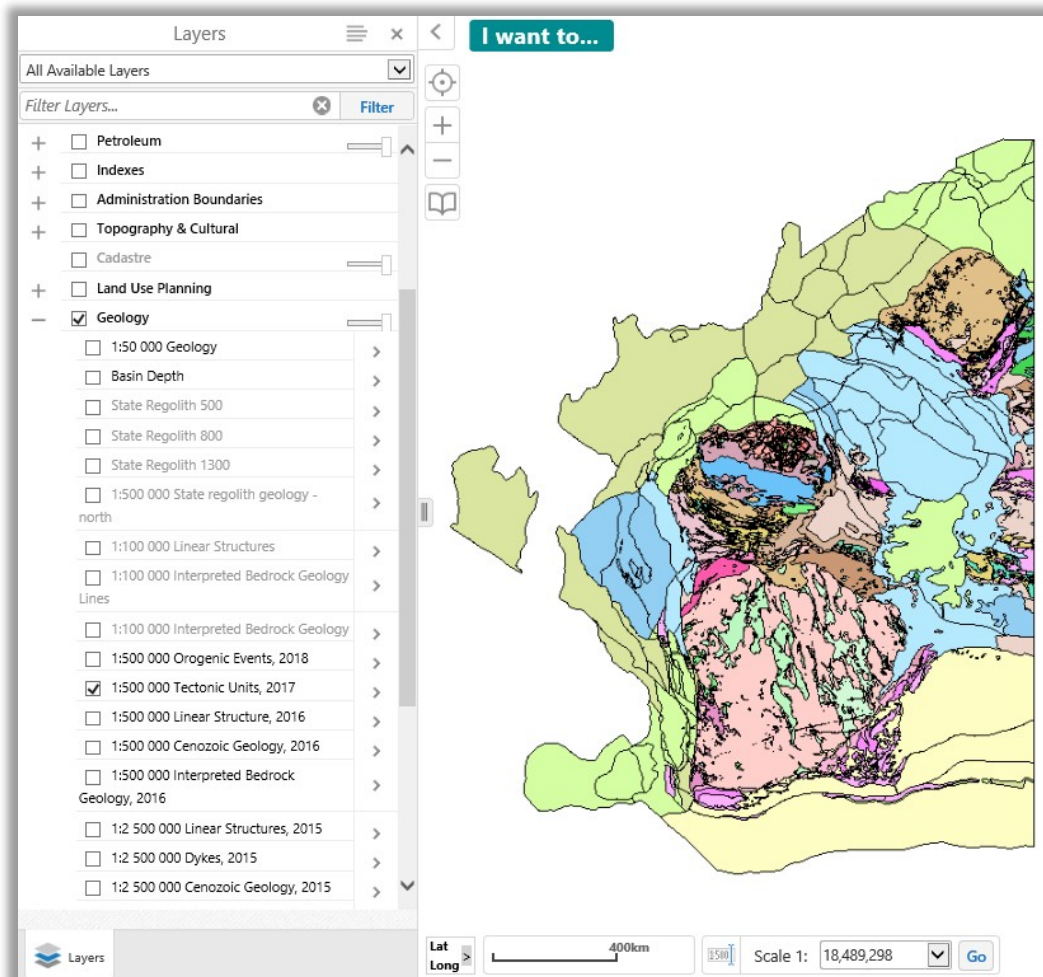 Layers
I want to...
All Available Layers
Filter Layers...
Filter
Petroleum
Indexes
Administration Boundaries
Topography & Cultural
Cadastre
Land Use Planning
Geology
1:50 000 Geology
Basin Depth
State Regolith 500
State Regolith 800
State Regolith 1300
1:500 000 State regolith geology -
north
1:100 000 Linear Structures
1:100 000 Interpreted Bedrock Geology
Lines
1:100 000 Interpreted Bedrock Geology
1:500 000 Orogenic Events, 2018
1:500 000 Tectonic Units, 2017
1:500 000 Linear Structure, 2016
1:500 000 Cenozoic Geology, 2016
1:500 000 Interpreted Bedrock
Geology, 2016
1:2 500 000 Linear Structures, 2015
1:2 500 000 Dykes, 2015
1:2 500 000 Cenozoic Geology, 2015
Layers
Lat
Long
400km
Scale 1:
18,489,298
Go